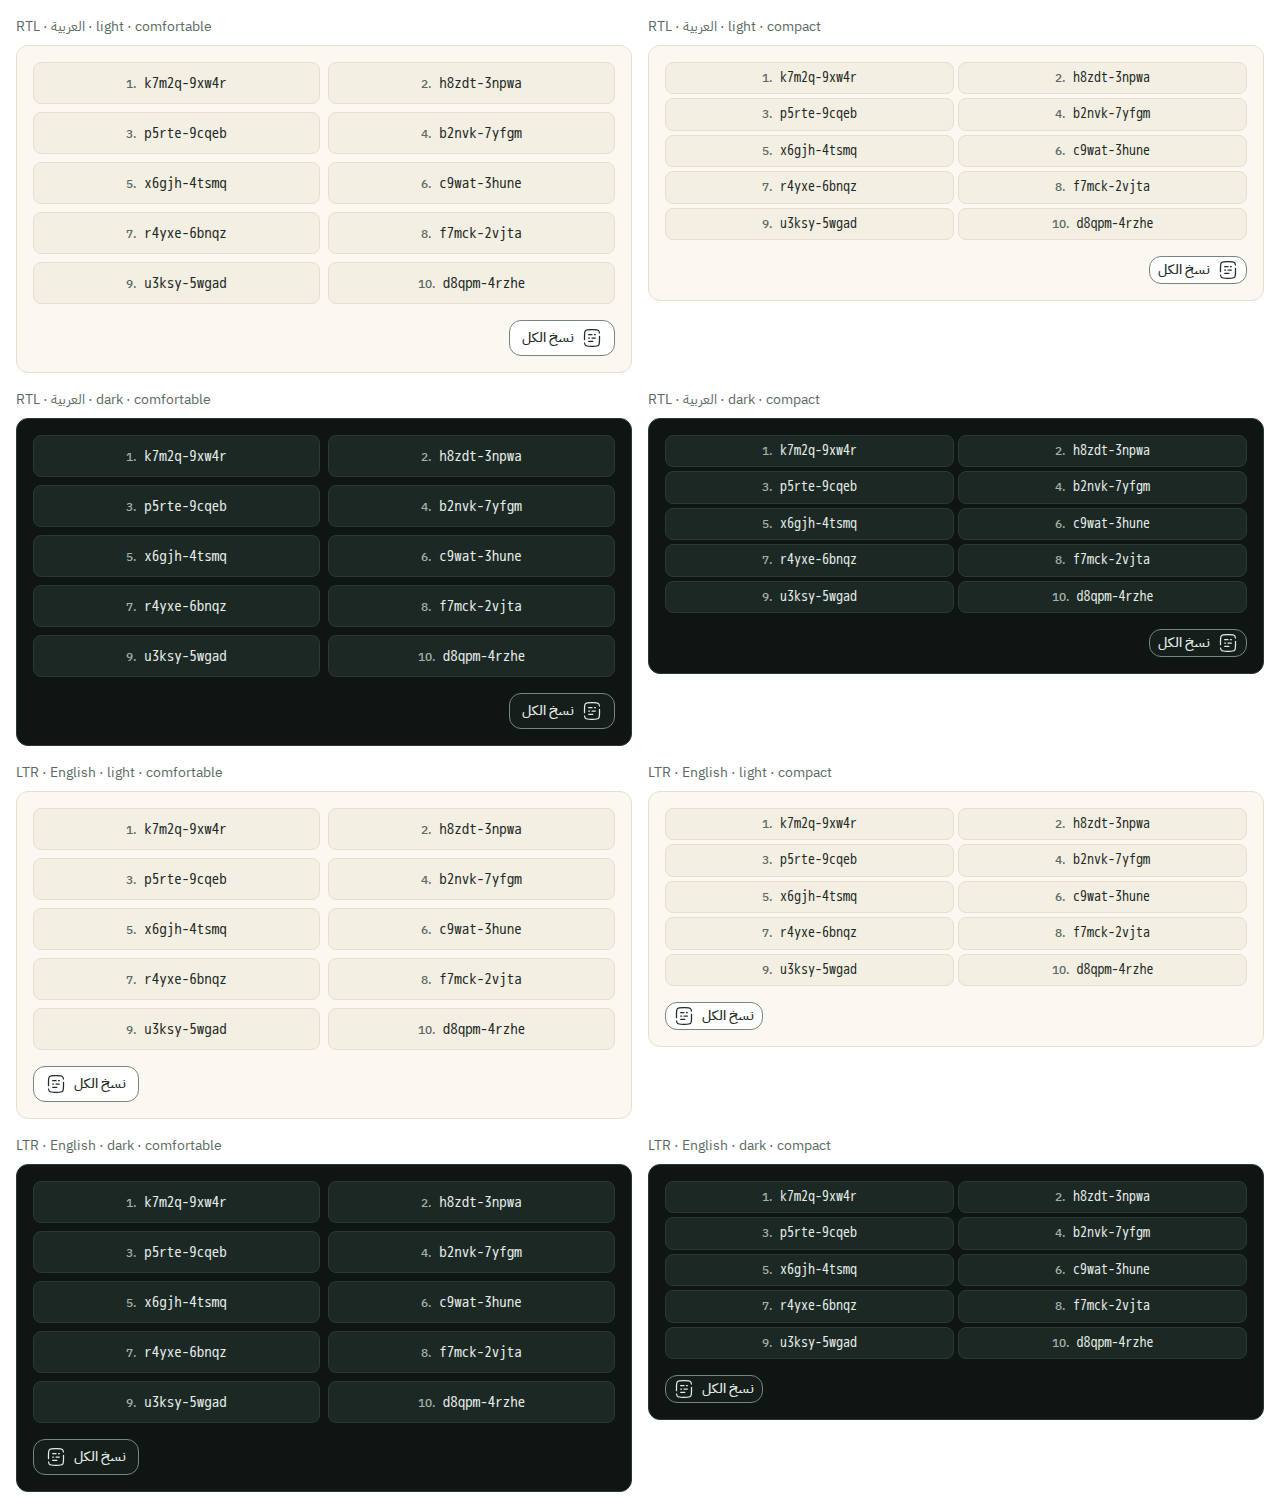 RTL · العربية · light · comfortable
1. k7m2q-9xw4r
2. h8zdt-3npwa
3. p5rte-9cqeb
4. b2nvk-7yfgm
5. x6gjh-4tsmq
6. c9wat-3hune
7. r4yxe-6bnqz
8. f7mck-2vjta
9. u3ksy-5wgad
10. d8qpm-4rzhe
نسخ الكل
RTL · العربية · light · compact
1. k7m2q-9xw4r
2. h8zdt-3npwa
3. p5rte-9cqeb
4. b2nvk-7yfgm
5. x6gjh-4tsmq
6. c9wat-3hune
7. r4yxe-6bnqz
8. f7mck-2vjta
9. u3ksy-5wgad
10. d8qpm-4rzhe
نسخ الكل
RTL · العربية · dark · comfortable
1. k7m2q-9xw4r
2. h8zdt-3npwa
3. p5rte-9cqeb
4. b2nvk-7yfgm
5. x6gjh-4tsmq
6. c9wat-3hune
7. r4yxe-6bnqz
8. f7mck-2vjta
9. u3ksy-5wgad
10. d8qpm-4rzhe
نسخ الكل
RTL · العربية · dark · compact
1. k7m2q-9xw4r
2. h8zdt-3npwa
3. p5rte-9cqeb
4. b2nvk-7yfgm
5. x6gjh-4tsmq
6. c9wat-3hune
7. r4yxe-6bnqz
8. f7mck-2vjta
9. u3ksy-5wgad
10. d8qpm-4rzhe
نسخ الكل
LTR · English · light · comfortable
1. k7m2q-9xw4r
2. h8zdt-3npwa
3. p5rte-9cqeb
4. b2nvk-7yfgm
5. x6gjh-4tsmq
6. c9wat-3hune
7. r4yxe-6bnqz
8. f7mck-2vjta
9. u3ksy-5wgad
10. d8qpm-4rzhe
نسخ الكل
LTR · English · light · compact
1. k7m2q-9xw4r
2. h8zdt-3npwa
3. p5rte-9cqeb
4. b2nvk-7yfgm
5. x6gjh-4tsmq
6. c9wat-3hune
7. r4yxe-6bnqz
8. f7mck-2vjta
9. u3ksy-5wgad
10. d8qpm-4rzhe
نسخ الكل
LTR · English · dark · comfortable
1. k7m2q-9xw4r
2. h8zdt-3npwa
3. p5rte-9cqeb
4. b2nvk-7yfgm
5. x6gjh-4tsmq
6. c9wat-3hune
7. r4yxe-6bnqz
8. f7mck-2vjta
9. u3ksy-5wgad
10. d8qpm-4rzhe
نسخ الكل
LTR · English · dark · compact
1. k7m2q-9xw4r
2. h8zdt-3npwa
3. p5rte-9cqeb
4. b2nvk-7yfgm
5. x6gjh-4tsmq
6. c9wat-3hune
7. r4yxe-6bnqz
8. f7mck-2vjta
9. u3ksy-5wgad
10. d8qpm-4rzhe
نسخ الكل